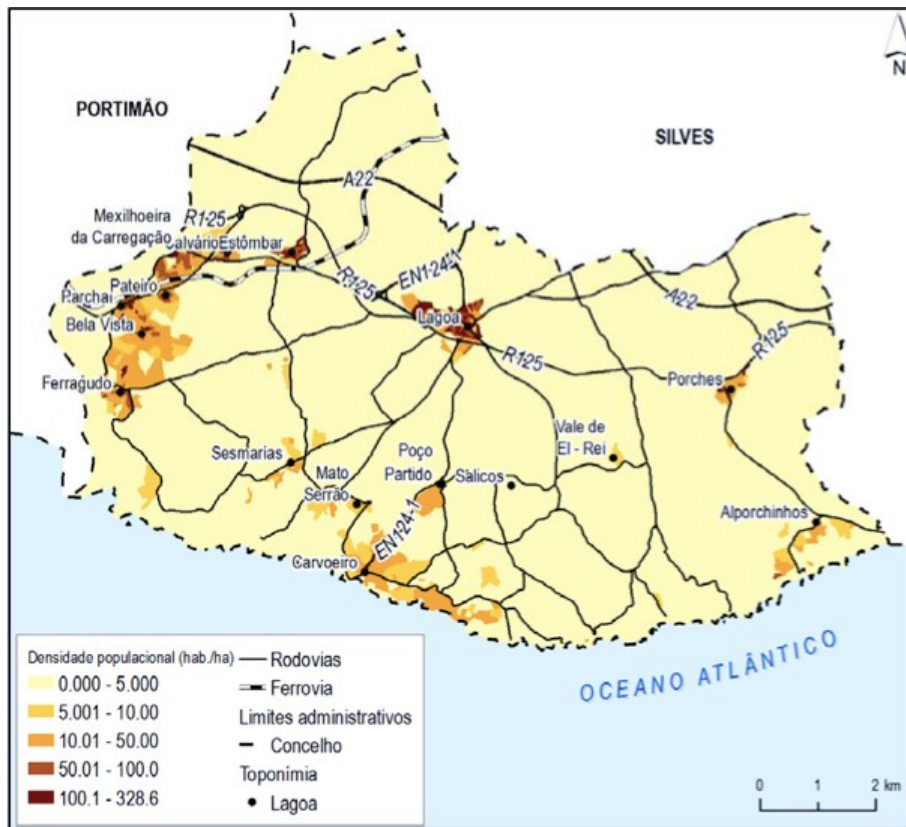 N
PORTIMÃO
SILVES
A22
Mexilhoeira
da Carregação
R125
Calvário
Estômbar
EN124-1
R125
Pateiro
Parchal
A22
Lagoa
Bela Vista
R125
R125
Porches
Ferragudo
Vale de
El - Rei
Sesmarias
Poço
Partido
Salicos
Mato
Serrão
Alporchinhos
EN124-1
Carvoeiro
OCEANO ATLÂNTICO
Densidade populacional (hab./ha)
0.000 - 5.000
5.001 - 10.00
10.01 - 50.00
50.01 - 100.0
100.1 - 328.6
Rodovias
Ferrovia
Limites administrativos
Concelho
Toponímia
Lagoa
0 1 2 km